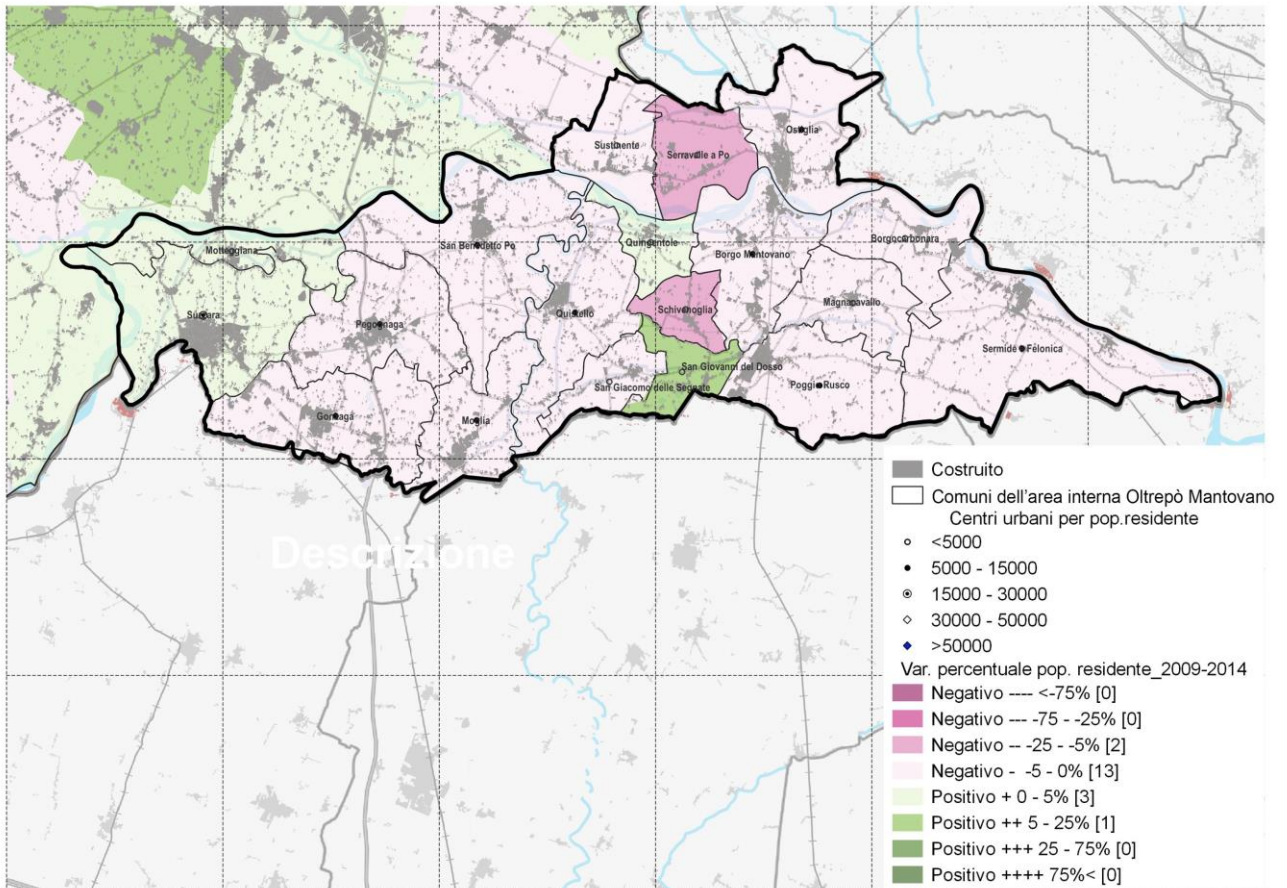 Ostiglia
Sustinente
Serravalle a Po
Motteggiana
San Benedetto Po
Quingentole
Borgo Mantovano
Borgocarbonara
Suzzara
Pegognaga
Quistello
Schivenoglia
Magnacavallo
Sermide e Felonica
San Giovanni del Dosso
San Giacomo delle Segnate
Poggio Rusco
Gonzaga
Moglia
Descrizione
Costruito
Comuni dell'area interna Oltrepò Mantovano
Centri urbani per pop.residente
<5000
5000 - 15000
15000 - 30000
30000 - 50000
>50000
Var. percentuale pop. residente_2009-2014
Negativo ---- <-75% [0]
Negativo --- -75 - -25% [0]
Negativo -- -25 - -5% [2]
Negativo - -5 - 0% [13]
Positivo + 0 - 5% [3]
Positivo ++ 5 - 25% [1]
Positivo +++ 25 - 75% [0]
Positivo ++++ 75%< [0]